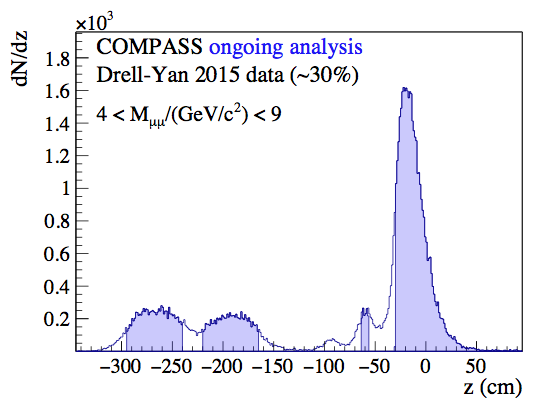 ×10³
dN/dz
COMPASS ongoing analysis
Drell-Yan 2015 data (~30%)
4 < Mμμ/(GeV/c²) < 9
1.8
1.6
1.4
1.2
1
0.8
0.6
0.4
0.2
−300 −250 −200 −150 −100 −50 0 50
z (cm)